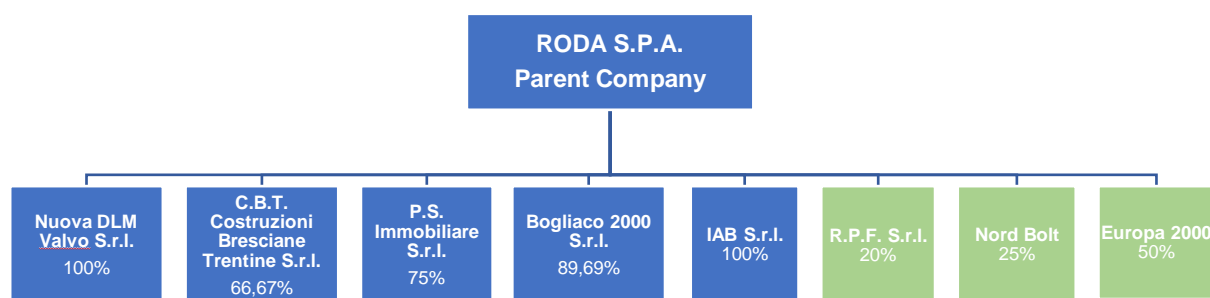 RODA S.P.A.
Parent Company
Nuova DLM
Valvo S.r.l.
100%
C.B.T.
Costruzioni
Bresciane
Trentine S.r.l.
66,67%
P.S.
Immobiliare
S.r.l.
75%
Bogliaco 2000
S.r.l.
89,69%
IAB S.r.l.
100%
R.P.F. S.r.l.
20%
Nord Bolt
25%
Europa 2000
50%